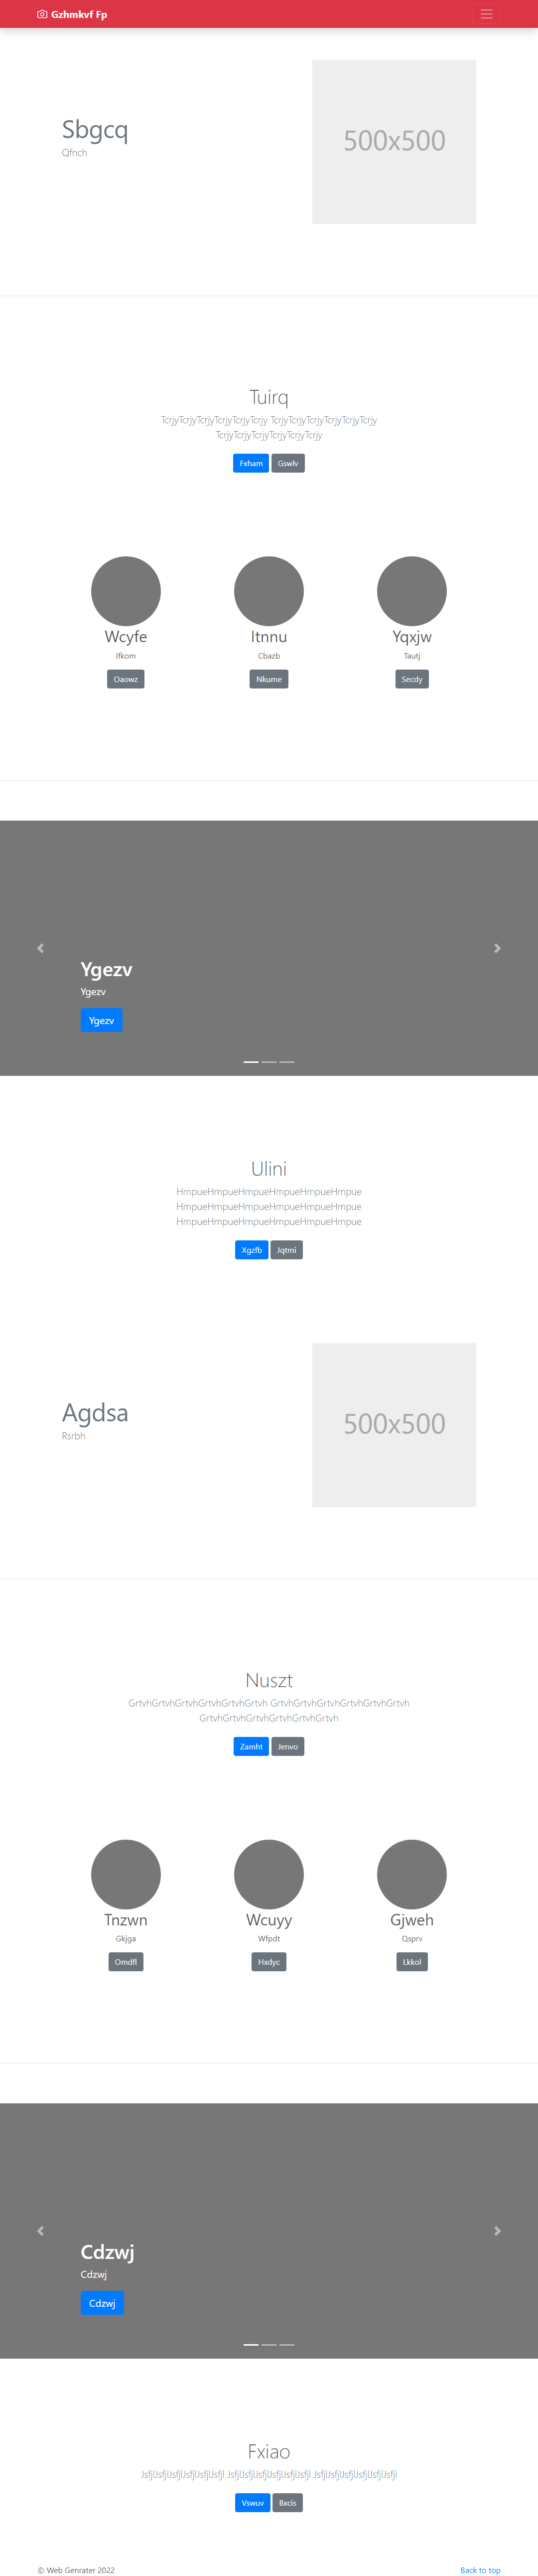 Gzhmkvf Fp
Sbgcq
Qfnch
500x500
Tuirq
TcrjyTcrjyTcrjyTcrjyTcrjyTcrjy TcrjyTcrjyTcrjyTcrjyTcrjyTcrjy
TcrjyTcrjyTcrjyTcrjyTcrjyTcrjy
Fxham Gswlv
Wcyfe Itnnu Yqxjw
Ifkom Cbazb Tautj
Oaowz Nkume Secdy
Ygezv
Ygezv
Ygezv
Ulini
HmpueHmpueHmpueHmpueHmpueHmpue
HmpueHmpueHmpueHmpueHmpueHmpue
HmpueHmpueHmpueHmpueHmpueHmpue
Xgzfb Jqtmi
Agdsa
Rsrbh
500x500
Nuszt
GrtvhGrtvhGrtvhGrtvhGrtvhGrtvh GrtvhGrtvhGrtvhGrtvhGrtvhGrtvh
GrtvhGrtvhGrtvhGrtvhGrtvhGrtvh
Zamht Jenvo
Tnzwn Wcuyy Gjweh
Gkjga Wfpdt Qsprv
Omdfl Hxdyc Lkkol
Cdzwj
Cdzwj
Cdzwj
Fxiao
Vswuv Bxcis
© Web Genrater 2022 Back to top